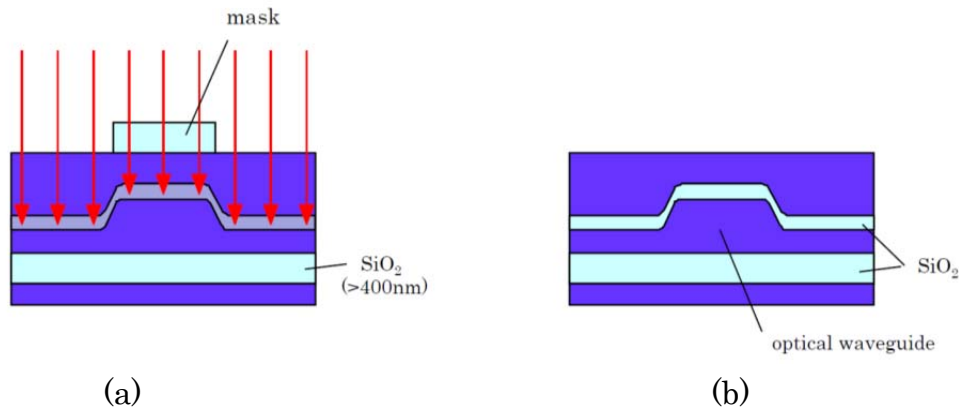 mask
SiO₂
(>400nm)
SiO₂
optical waveguide
(a)
(b)